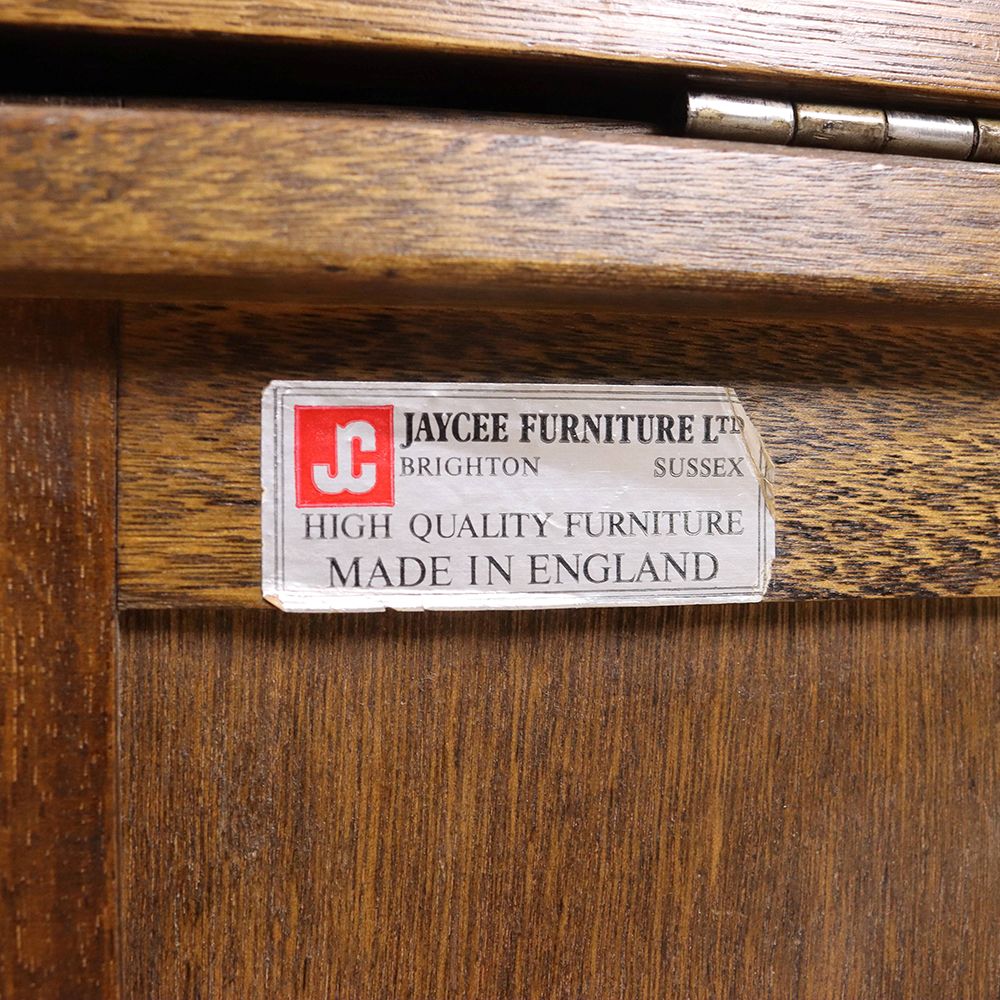 JC JAYCEE FURNITURE LTD
BRIGHTON SUSSEX
HIGH QUALITY FURNITURE
MADE IN ENGLAND